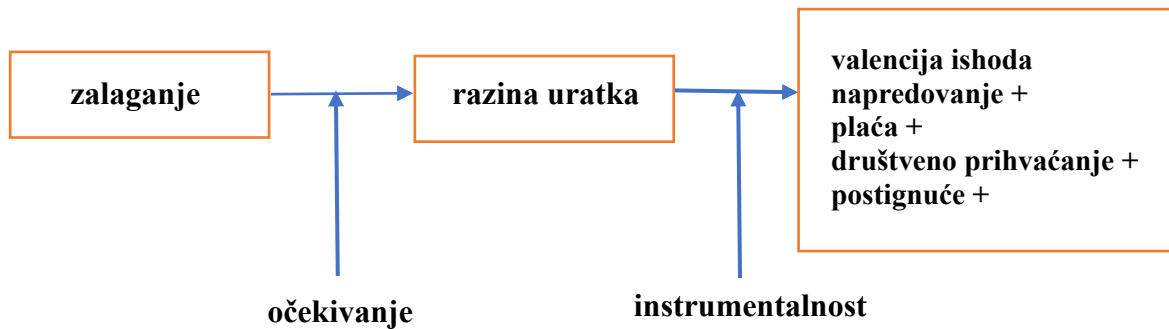 zalaganje
razina uratka
valencija ishoda
napredovanje +
plaća +
društveno prihvaćanje +
postignuće +
očekivanje
instrumentalnost